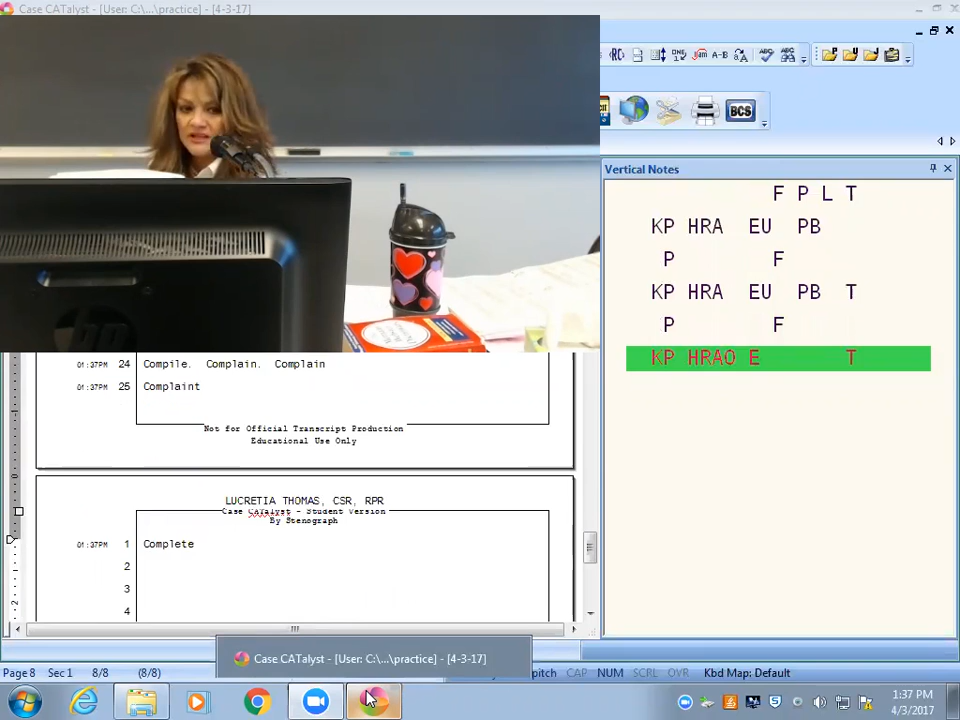 Case CATalyst - [User: C:\...\practice] - [4-3-17]
BCS
Vertical Notes
F P L T
KP HRA EU PB
P F
KP HRA EU PB T
P F
KP HRAO E T
hp
01:37PM 24 Compile. Complain. Complain
01:37PM 25 Complaint
Not for Official Transcript Production
Educational Use Only
LUCRETIA THOMAS, CSR, RPR
Case CATalyst - Student Version
By Stenograph
01:37PM 1 Complete
2
3
4
Case CATalyst - [User: C:\...\practice] - [4-3-17]
Page 8 Sec 1 8/8 (8/8) pitch CAP NUM SCRL OVR Kbd Map: Default
1:37 PM
4/3/2017